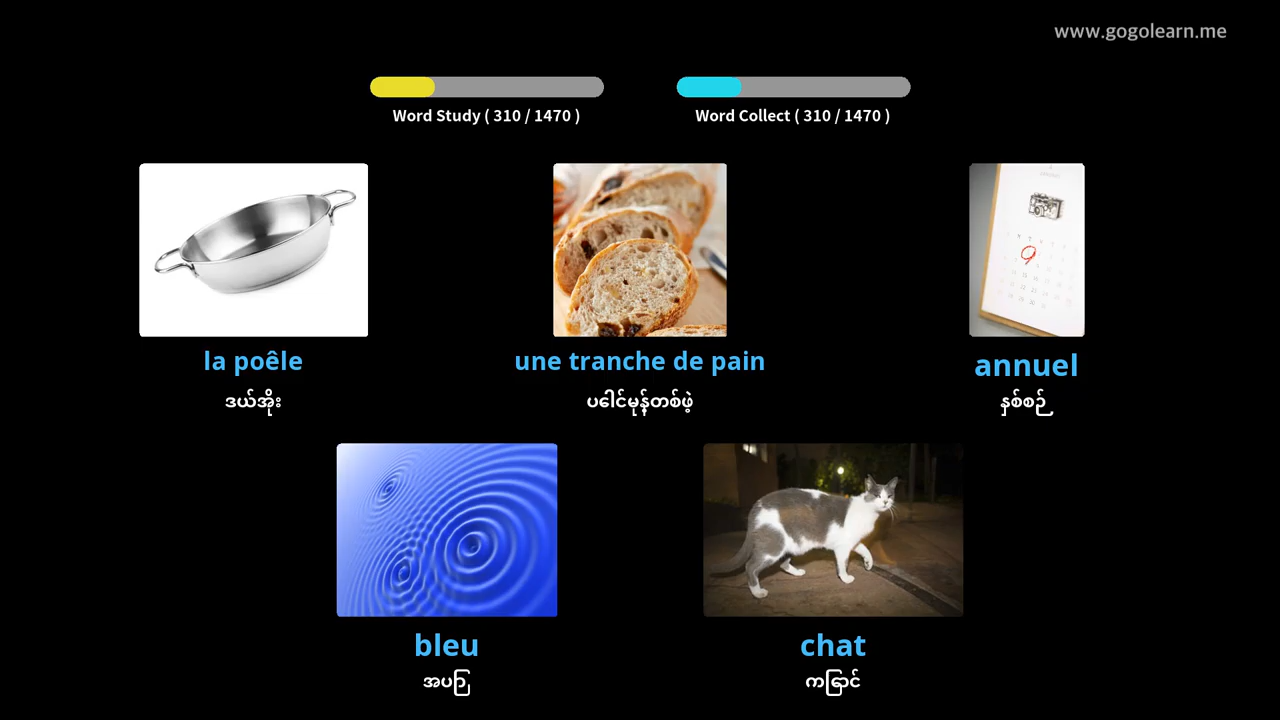 www.gogolearn.me
Word Study ( 310 / 1470 )
Word Collect ( 310 / 1470 )
la poêle
ဒယ်အိုး
une tranche de pain
ပေါင်မုန့်တစ်ဖဲ့
annuel
နှစ်စဉ်
bleu
အပြာ
chat
ကြောင်